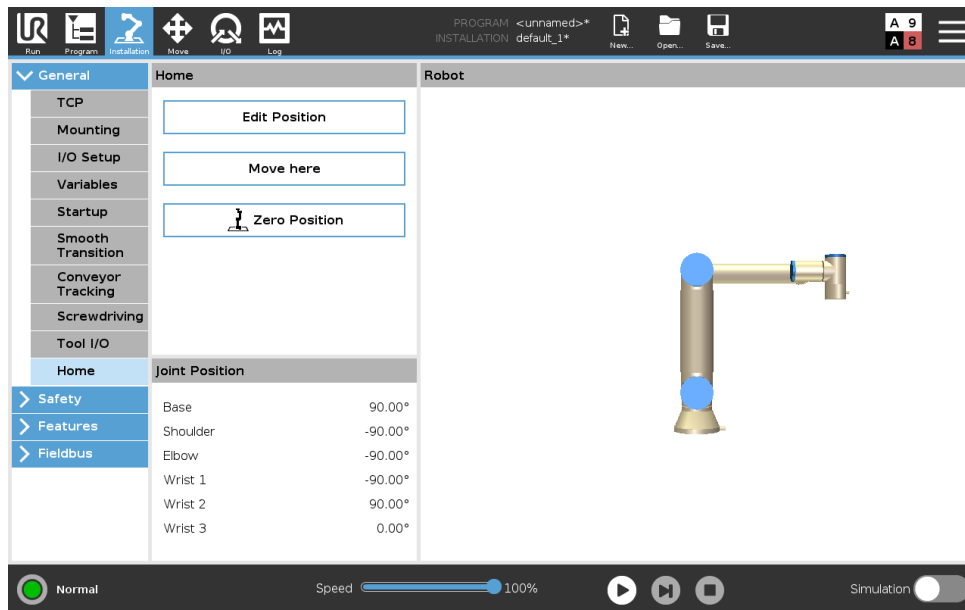 UR
PROGRAM <unnamed>*
INSTALLATION default_1*
Run
Program
Installation
Move
I/O
Log
New...
Open...
Save...
A 9
A 8
General
TCP
Mounting
I/O Setup
Variables
Startup
Smooth
Transition
Conveyor
Tracking
Screwdriving
Tool I/O
Home
Safety
Features
Fieldbus
Home
Edit Position
Move here
Zero Position
Joint Position
Base 90.00°
Shoulder -90.00°
Elbow -90.00°
Wrist 1 -90.00°
Wrist 2 90.00°
Wrist 3 0.00°
Robot
Normal
Speed 100%
Simulation